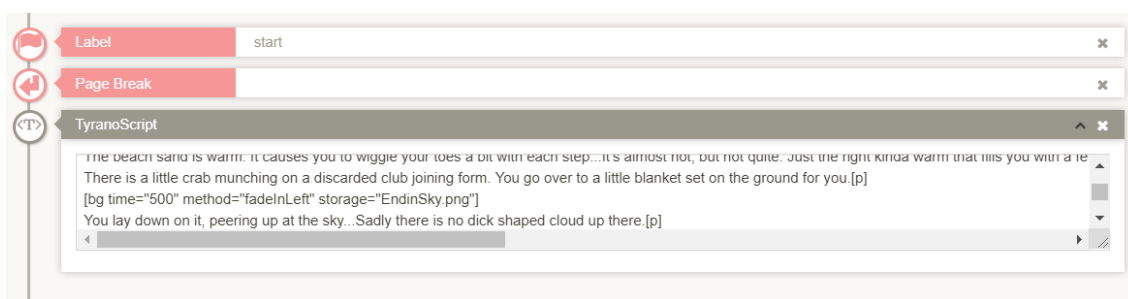 Label start
Page Break
<T> TyranoScript
The beach sand is warm. It causes you to wiggle your toes a bit with each step...It's almost hot, but not quite. Just the right kinda warm that fills you with a
There is a little crab munching on a discarded club joining form. You go over to a little blanket set on the ground for you.[p]
[bg time="500" method="fadeInLeft" storage="EndinSky.png"]
You lay down on it, peering up at the sky...Sadly there is no dick shaped cloud up there.[p]